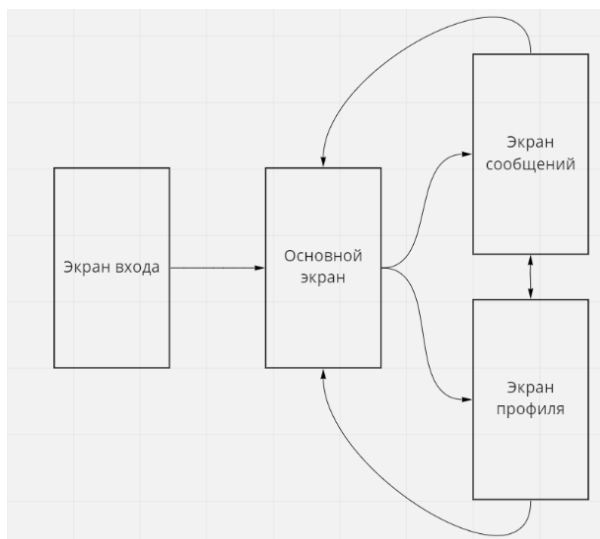 Экран
сообщений
Экран входа
Основной
экран
Экран
профиля